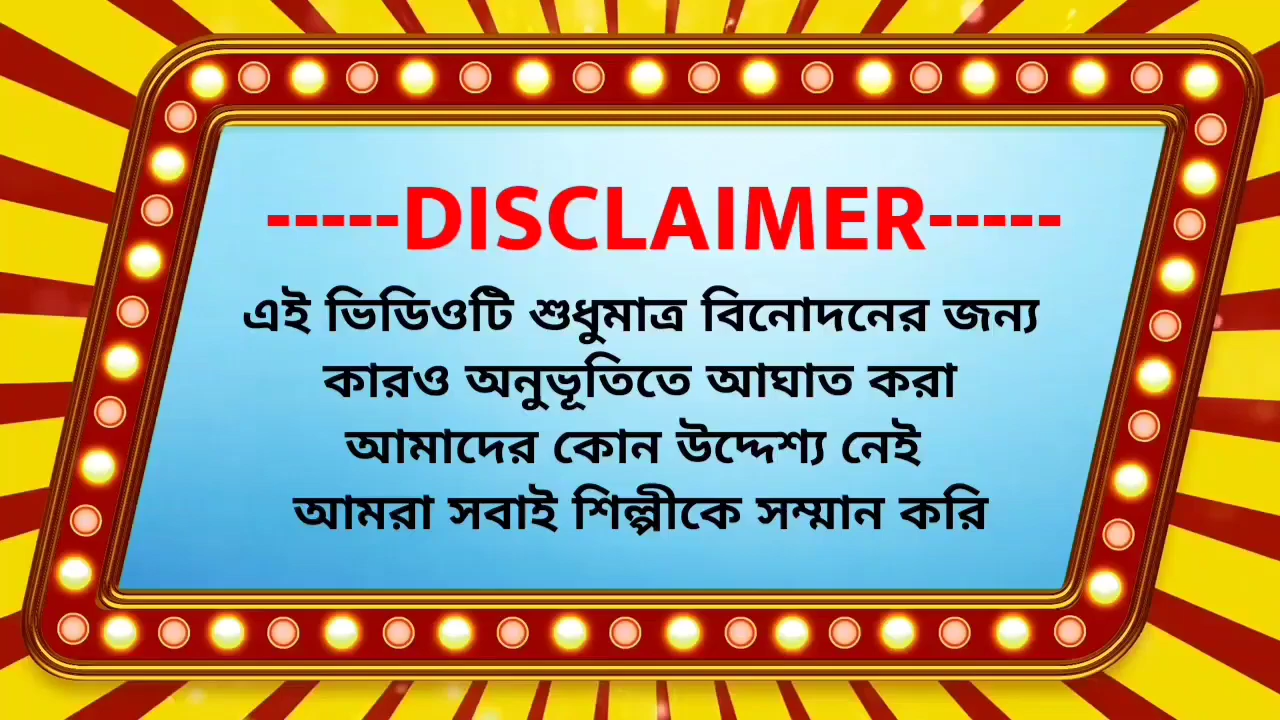 -----DISCLAIMER-----
এই ভিডিওটি শুধুমাত্র বিনোদনের জন্য
কারও অনুভূতিতে আঘাত করা
আমাদের কোন উদ্দেশ্য নেই
আমরা সবাই শিল্পীকে সম্মান করি